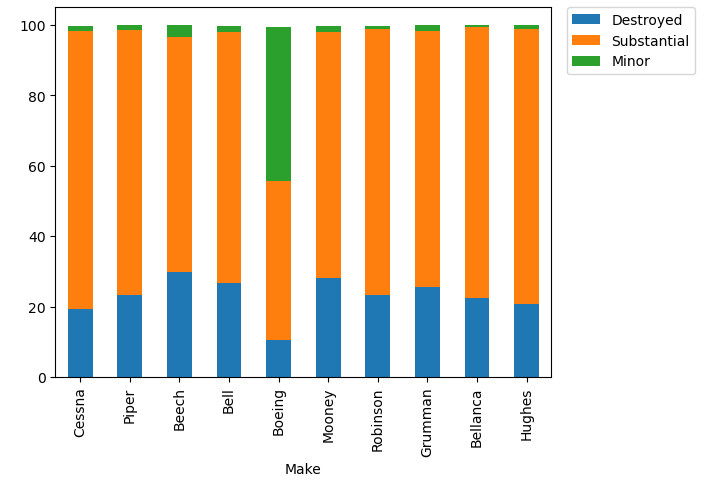 100
80
60
40
20
0
Destroyed
Substantial
Minor
Cessna
Piper
Beech
Bell
Boeing
Mooney
Robinson
Grumman
Bellanca
Hughes
Make